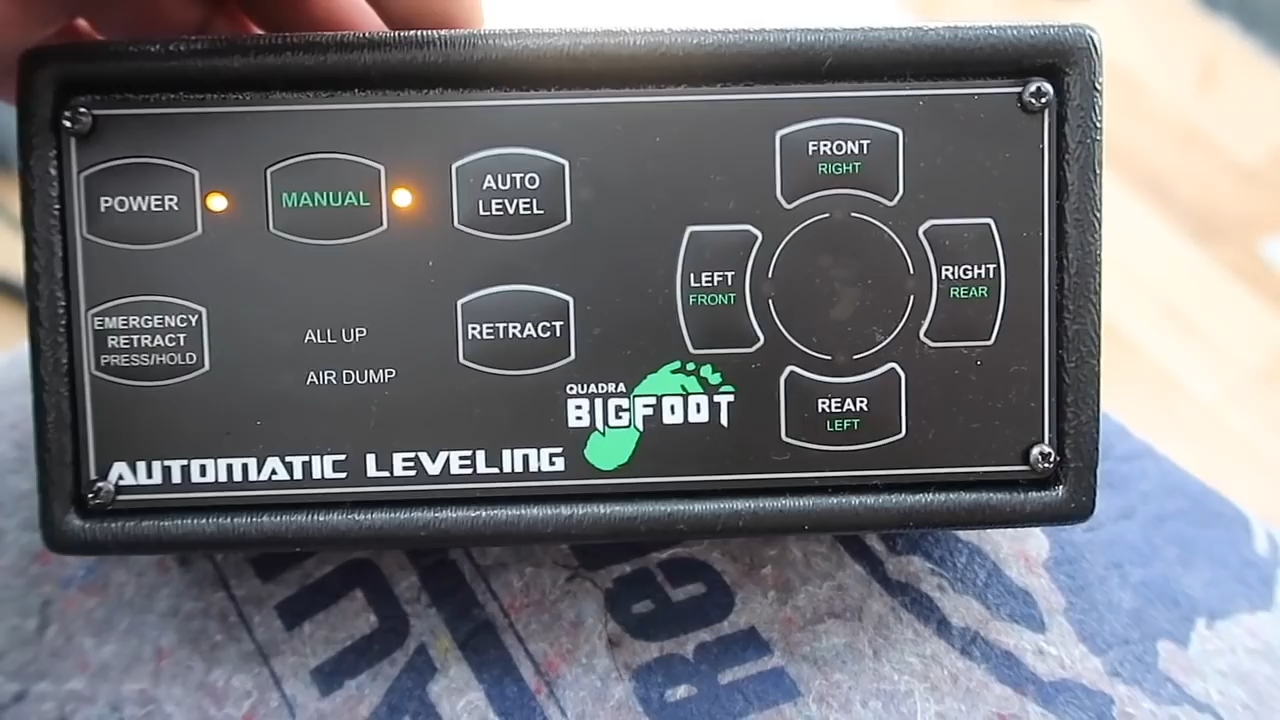 POWER
MANUAL
AUTO
LEVEL
FRONT
RIGHT
LEFT
FRONT
RIGHT
REAR
EMERGENCY
RETRACT
PRESS/HOLD
ALL UP
AIR DUMP
RETRACT
QUADRA
BIGFOOT
REAR
LEFT
AUTOMATIC LEVELING